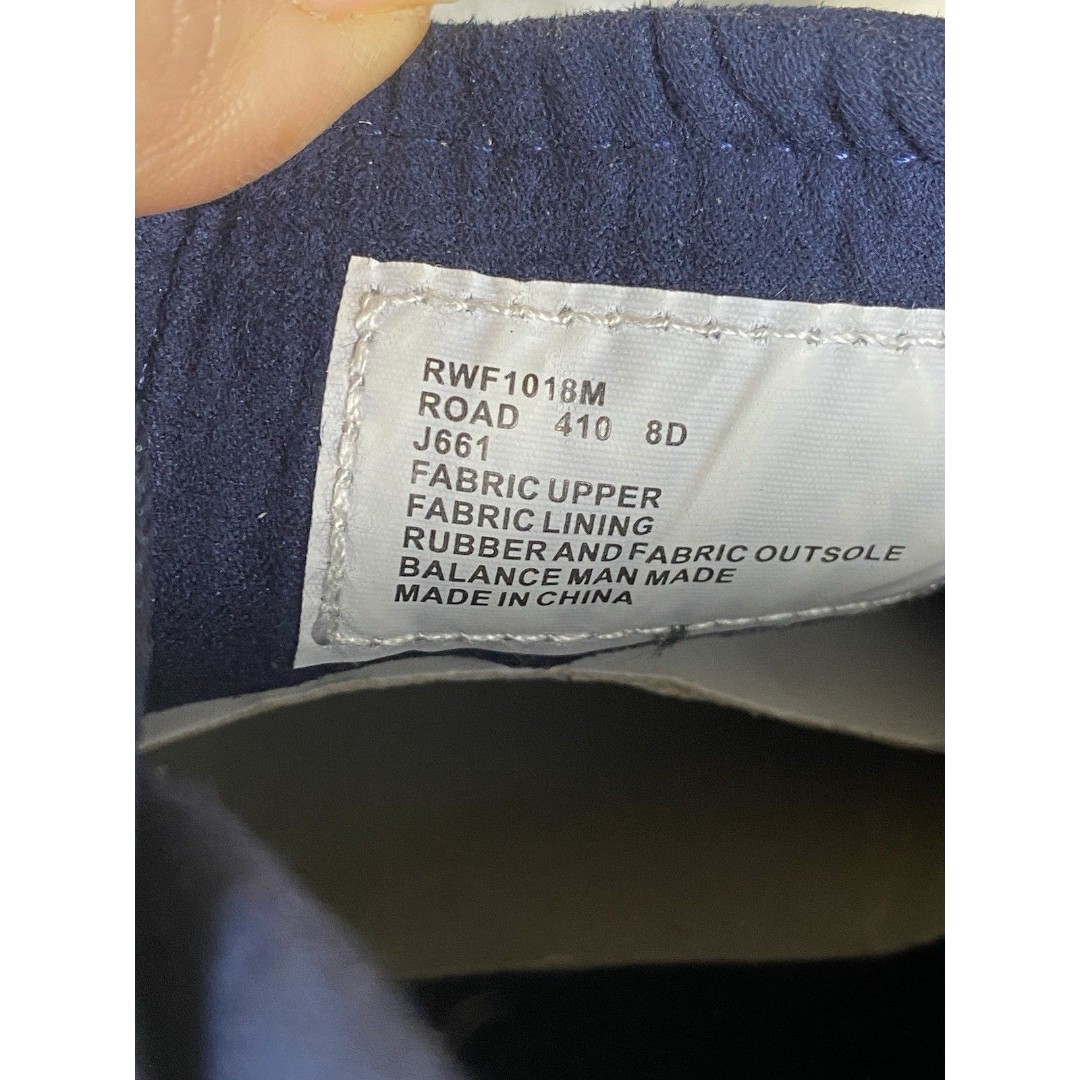 RWF1018M
ROAD 410 8D
J661
FABRIC UPPER
FABRIC LINING
RUBBER AND FABRIC OUTSOLE
BALANCE MAN MADE
MADE IN CHINA